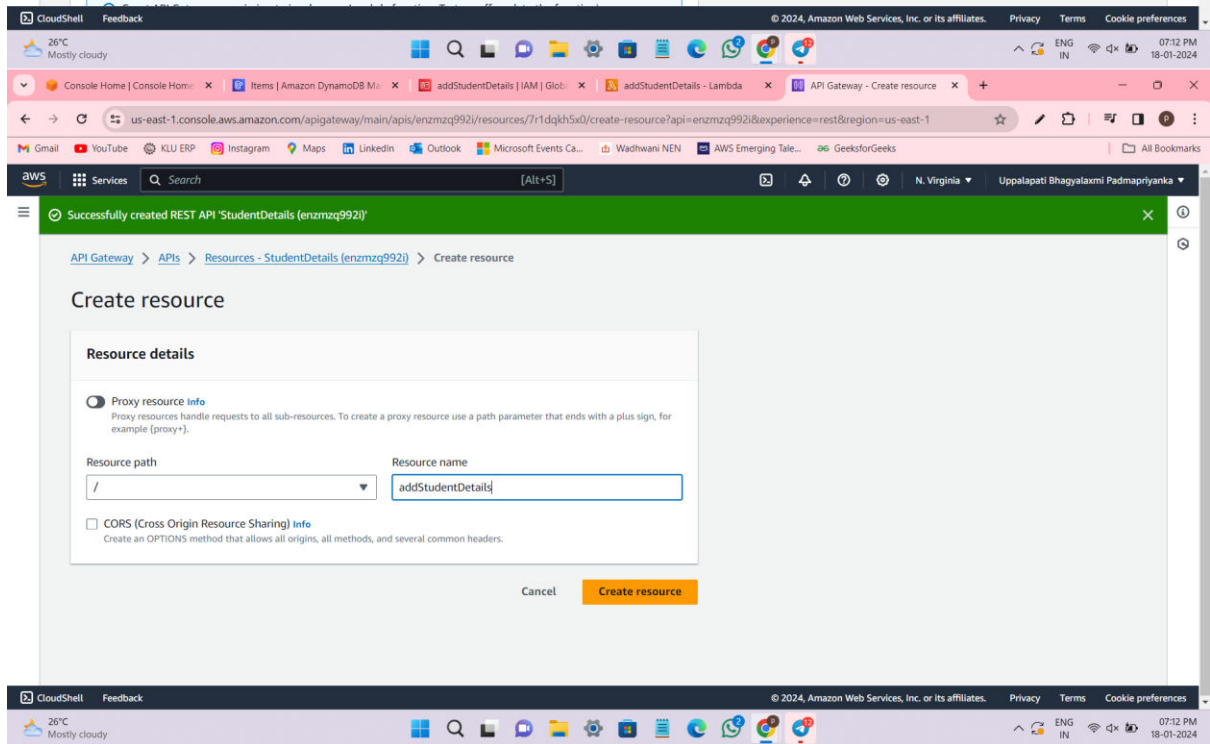 CloudShell Feedback © 2024, Amazon Web Services, Inc. or its affiliates. Privacy Terms Cookie preferences
26°C
Mostly cloudy
ENG
IN
07:12 PM
18-01-2024
Console Home | Console Home Items | Amazon DynamoDB Ma addStudentDetails | IAM | Glob addStudentDetails - Lambda API Gateway - Create resource
us-east-1.console.aws.amazon.com/apigateway/main/apis/enzmzq992i/resources/7r1dqkh5x0/create-resource?api=enzmzq992i&experience=rest&region=us-east-1
Gmail YouTube KLU ERP Instagram Maps LinkedIn Outlook Microsoft Events Ca... Wadhwani NEN AWS Emerging Tale... GeeksforGeeks All Bookmarks
aws Services Search [Alt+S] N. Virginia Uppalapati Bhagyalaxmi Padmapriyanka
Successfully created REST API 'StudentDetails (enzmzq992i)'
API Gateway > APIs > Resources - StudentDetails (enzmzq992i) > Create resource
Create resource
Resource details
Proxy resource Info
Proxy resources handle requests to all sub-resources. To create a proxy resource use a path parameter that ends with a plus sign, for
example {proxy+}.
Resource path Resource name
/ addStudentDetails
CORS (Cross Origin Resource Sharing) Info
Create an OPTIONS method that allows all origins, all methods, and several common headers.
Cancel Create resource
CloudShell Feedback © 2024, Amazon Web Services, Inc. or its affiliates. Privacy Terms Cookie preferences
26°C
Mostly cloudy
ENG
IN
07:12 PM
18-01-2024